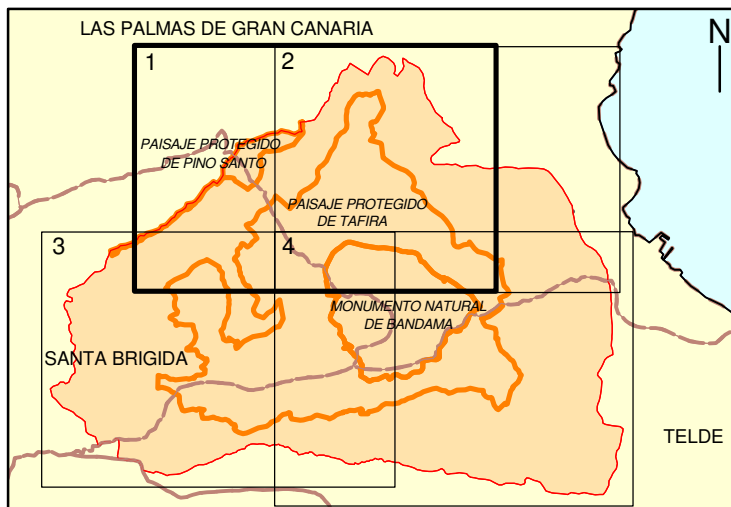 LAS PALMAS DE GRAN CANARIA
N
1
2
PAISAJE PROTEGIDO
DE PINO SANTO
PAISAJE PROTEGIDO
DE TAFIRA
3
4
MONUMENTO NATURAL
DE BANDAMA
SANTA BRIGIDA
TELDE